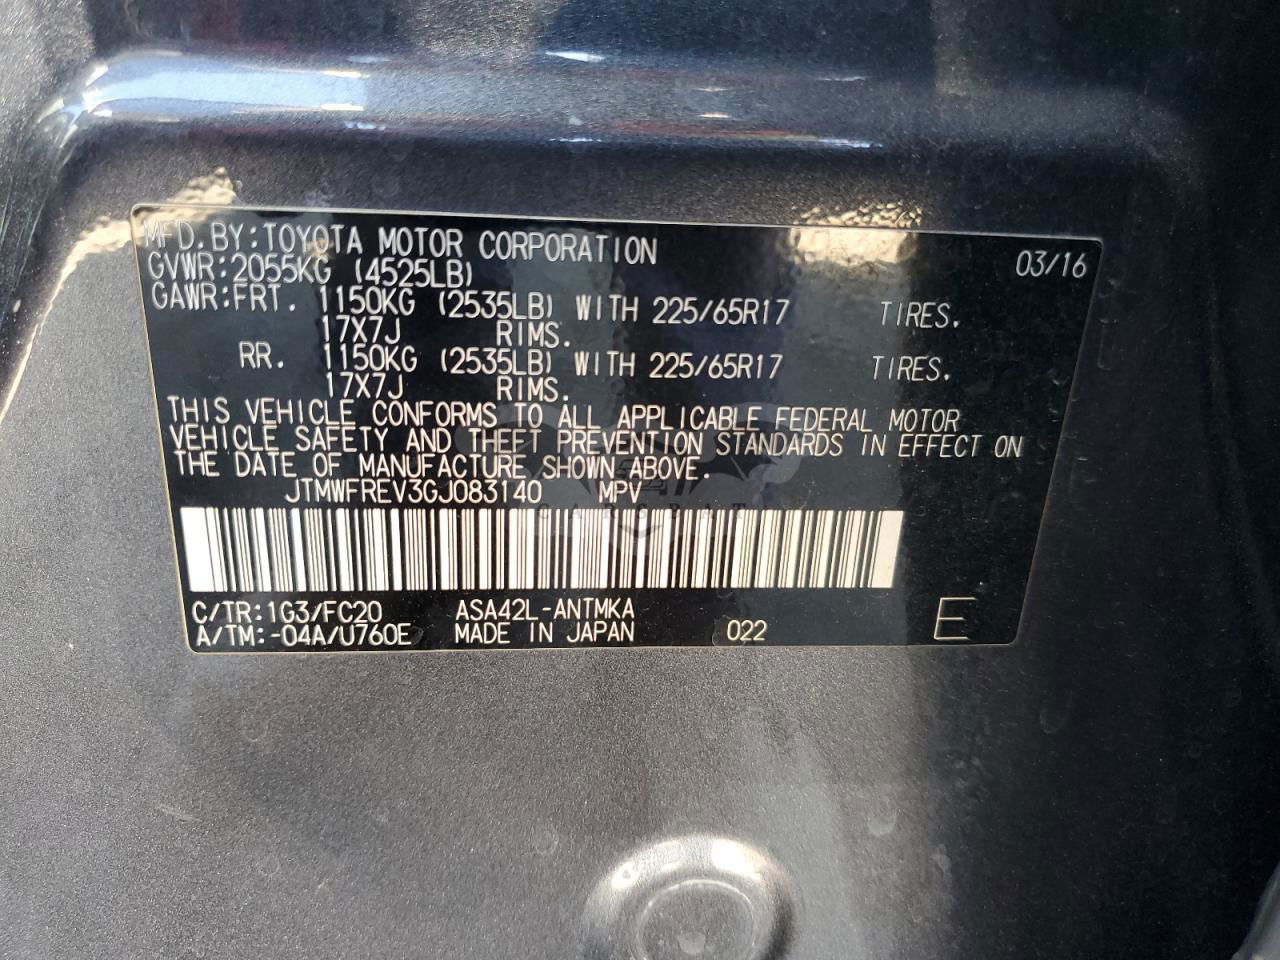 MFD.BY:TOYOTA MOTOR CORPORATION 03/16
GVWR:2055KG (4525LB)
GAWR:FRT. 1150KG (2535LB) WITH 225/65R17 TIRES.
17X7J RIMS.
RR. 1150KG (2535LB) WITH 225/65R17 TIRES.
17X7J RIMS.
THIS VEHICLE CONFORMS TO ALL APPLICABLE FEDERAL MOTOR
VEHICLE SAFETY AND THEFT PREVENTION STANDARDS IN EFFECT ON
THE DATE OF MANUFACTURE SHOWN ABOVE.
JTMWFREV3GJ083140 MPV
CARSBAT
C/TR:1G3/FC20 ASA42L-ANTMKA
A/TM:-04A/U760E MADE IN JAPAN 022 E